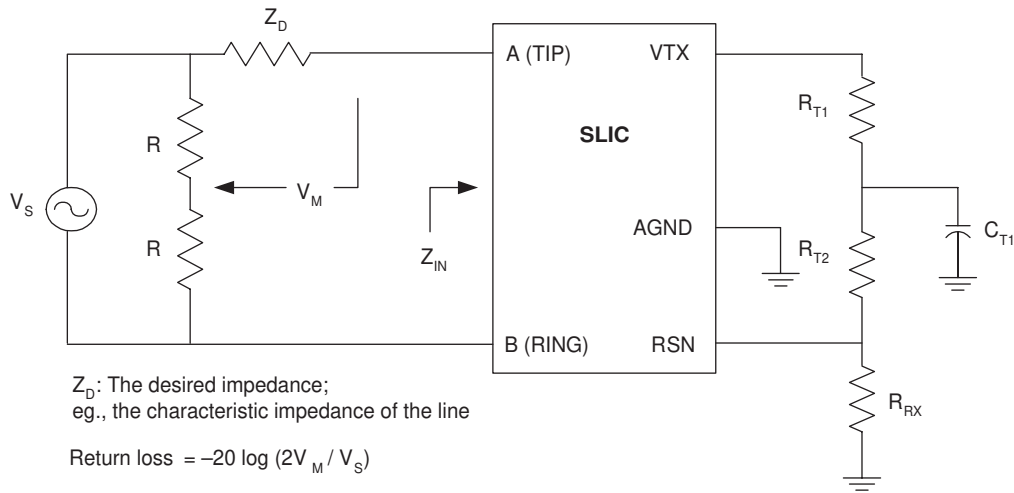 Z_D
A (TIP)
VTX
R_T1
SLIC
R
V_M
V_S
R
Z_IN
AGND
R_T2
C_T1
B (RING)
RSN
R_RX
Z_D: The desired impedance;
eg., the characteristic impedance of the line
Return loss = –20 log (2V_M / V_S)